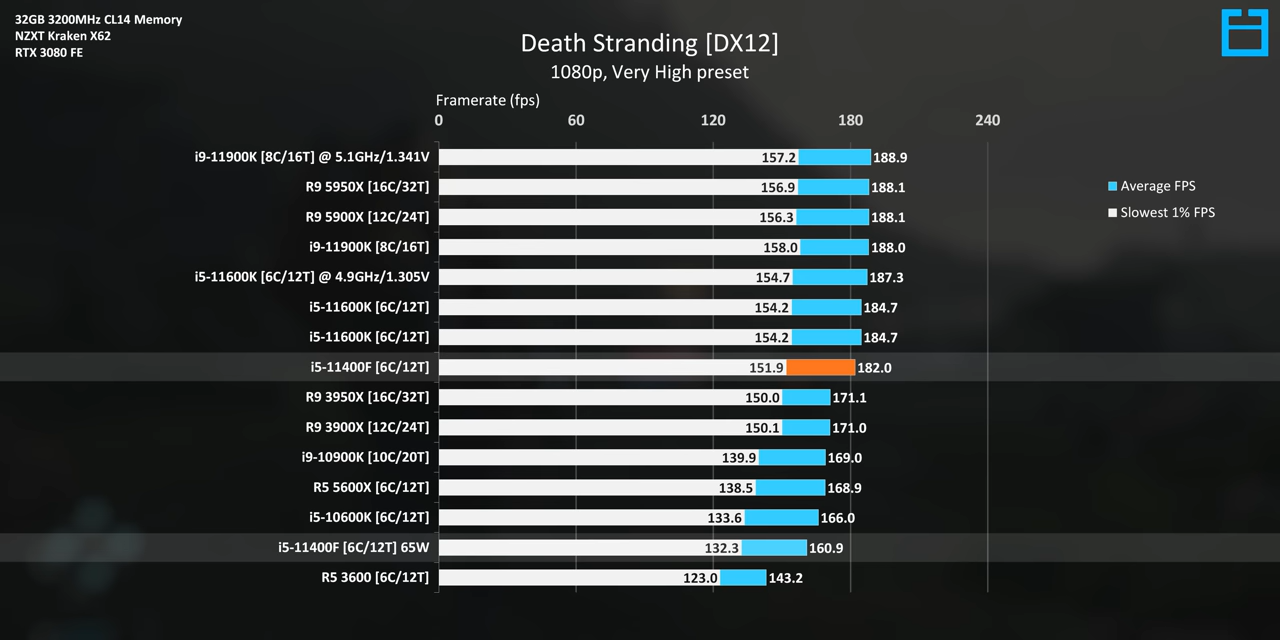 32GB 3200MHz CL14 Memory
NZXT Kraken X62
RTX 3080 FE
Death Stranding [DX12]
1080p, Very High preset
Framerate (fps)
0 60 120 180 240
i9-11900K [8C/16T] @ 5.1GHz/1.341V 157.2 188.9
R9 5950X [16C/32T] 156.9 188.1
R9 5900X [12C/24T] 156.3 188.1
i9-11900K [8C/16T] 158.0 188.0
i5-11600K [6C/12T] @ 4.9GHz/1.305V 154.7 187.3
i5-11600K [6C/12T] 154.2 184.7
i5-11600K [6C/12T] 154.2 184.7
i5-11400F [6C/12T] 151.9 182.0
R9 3950X [16C/32T] 150.0 171.1
R9 3900X [12C/24T] 150.1 171.0
i9-10900K [10C/20T] 139.9 169.0
R5 5600X [6C/12T] 138.5 168.9
i5-10600K [6C/12T] 133.6 166.0
i5-11400F [6C/12T] 65W 132.3 160.9
R5 3600 [6C/12T] 123.0 143.2
Average FPS
Slowest 1% FPS